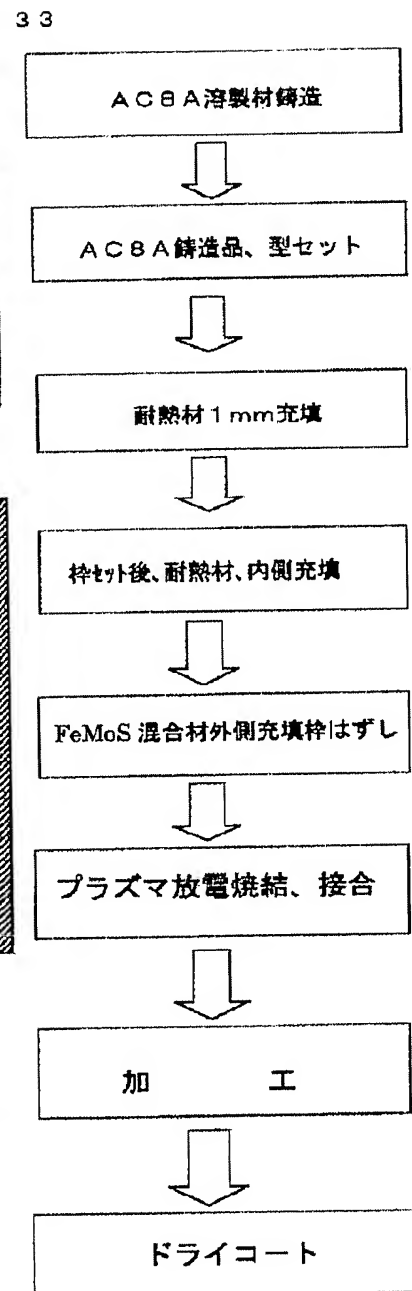 33
AC8A溶製材鋳造
AC8A鋳造品、型セット
耐熱材1mm充填
枠セット後、耐熱材、内側充填
FeMoS 混合材外側充填枠はずし
プラズマ放電焼結、接合
加 工
ドライコート